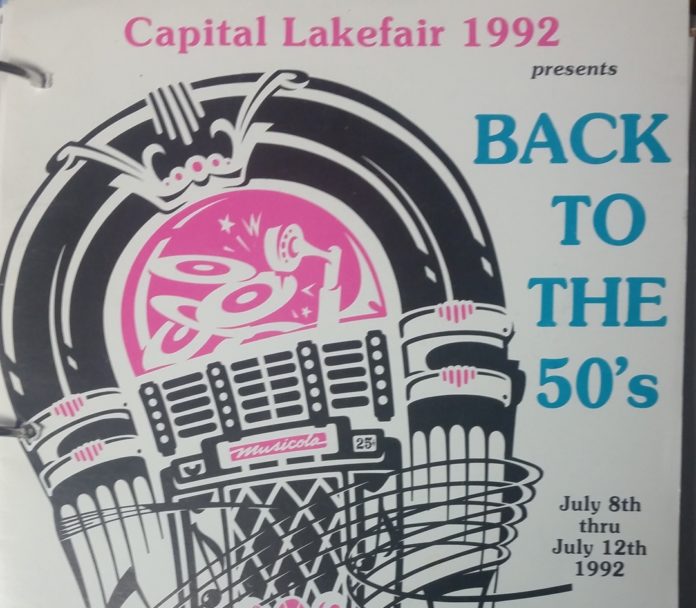 Capital Lakefair 1992
presents
BACK
TO
THE
50's
Musicola
25¢
July 8th
thru
July 12th
1992